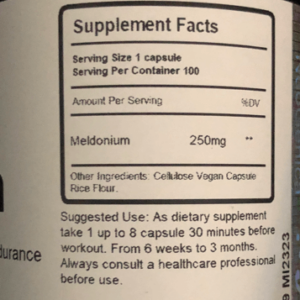 Supplement Facts
Serving Size 1 capsule
Serving Per Container 100
Amount Per Serving %DV
Meldonium 250mg **
Other Ingredients: Cellulose Vegan Capsule
Rice Flour.
Suggested Use: As dietary supplement
take 1 up to 8 capsule 30 minutes before
workout. From 6 weeks to 3 months.
Always consult a healthcare professional
before use.
durance
9 MI2323